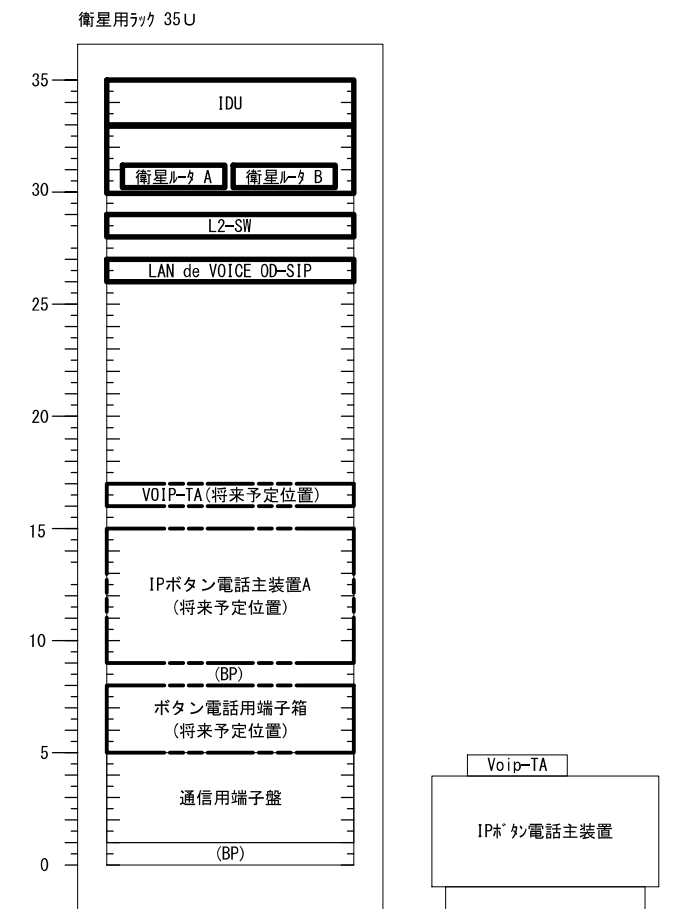 衛星用ﾗｯｸ 35U
35
IDU
衛星ﾙｰﾀ A
衛星ﾙｰﾀ B
30
L2-SW
LAN de VOICE OD-SIP
25
20
VOIP-TA(将来予定位置)
15
IPボタン電話主装置A
(将来予定位置)
10
(BP)
ボタン電話用端子箱
(将来予定位置)
5
Voip-TA
通信用端子盤
IPﾎﾞﾀﾝ電話主装置
(BP)
0